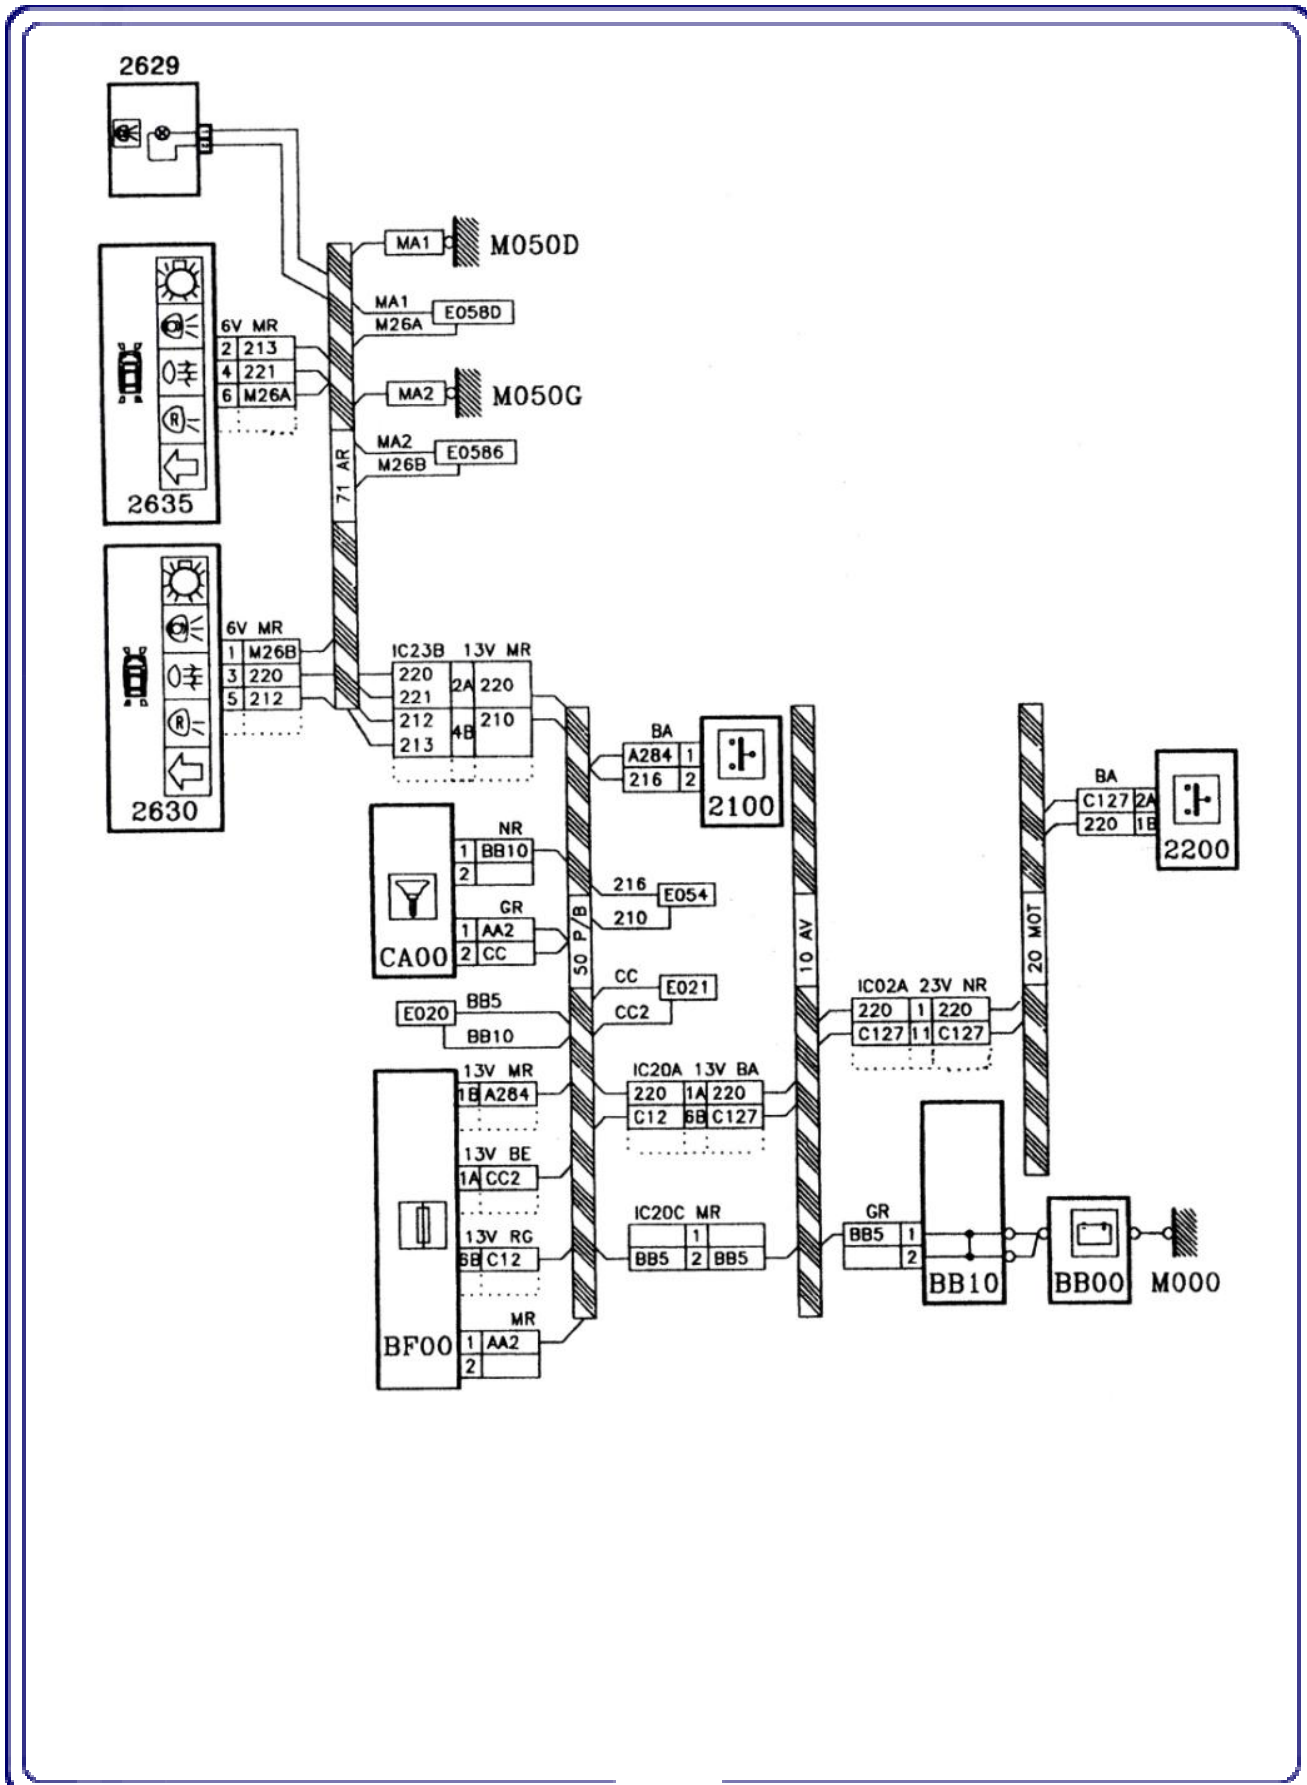 2629
MA1 M050D
MA1 E058D
M26A
6V MR
2 213
4 221
6 M26A
R
2635
MA2 M050G
MA2 E0586
M26B
71 AR
6V MR
1 M26B
3 220
5 212
R
2630
IC23B 13V MR
220 2A 220
221
212 4B 210
213
BA
A284 1
216 2
2100
BA
C127 2A
220 1B
2200
NR
1 BB10
2
GR
1 AA2
2 CC
CA00
216 E054
210
50 P/B
10 AV
20 MOT
CC E021
CC2
E020 BB5
BB10
IC02A 23V NR
220 1 220
C127 11 C127
13V MR
1B A284
IC20A 13V BA
220 1A 220
C12 6B C127
13V BE
1A CC2
13V RG
6B C12
IC20C MR
1
BB5 2 BB5
GR
BB5 1
2
BB10 BB00 M000
MR
1 AA2
2
BF00